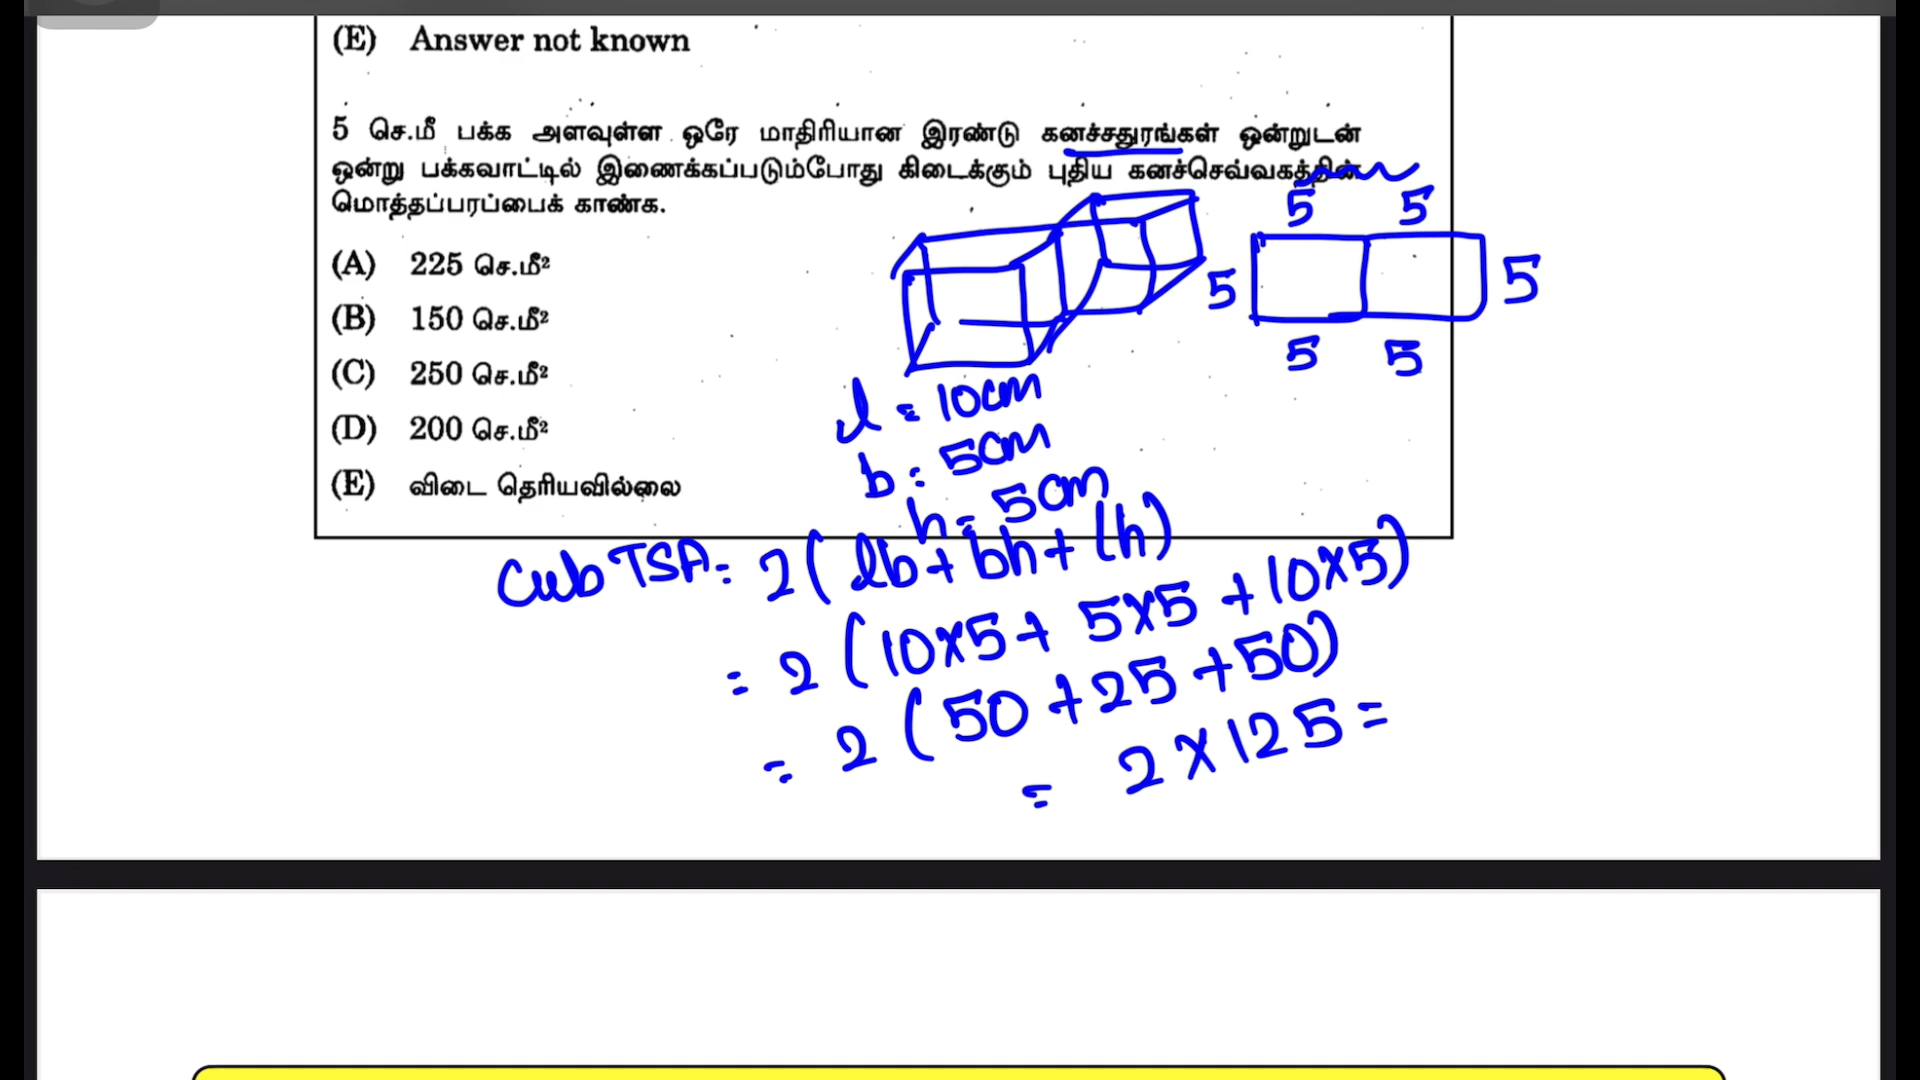 (E) Answer not known
5 செ.மீ பக்க அளவுள்ள ஒரே மாதிரியான இரண்டு கனச்சதுரங்கள் ஒன்றுடன்
ஒன்று பக்கவாட்டில் இணைக்கப்படும்போது கிடைக்கும் புதிய கனச்செவ்வகத்தின்
மொத்தப்பரப்பைக் காண்க.
(A) 225 செ.மீ²
(B) 150 செ.மீ²
(C) 250 செ.மீ²
(D) 200 செ.மீ²
(E) விடை தெரியவில்லை
5 5
5 5
5 5
l = 10cm
b = 5cm
h = 5cm
Cub TSA = 2(lb+bh+lh)
= 2(10×5+ 5×5 +10×5)
= 2(50+25+50)
= 2×125=